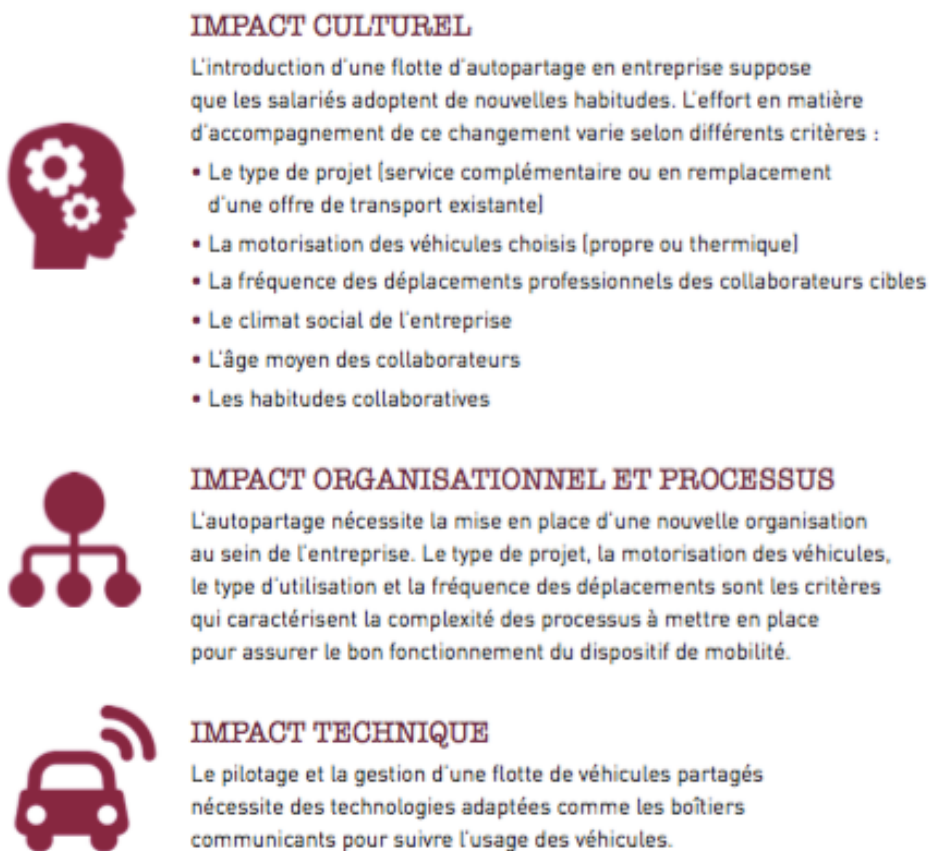 IMPACT CULTUREL
L'introduction d'une flotte d'autopartage en entreprise suppose
que les salariés adoptent de nouvelles habitudes. L'effort en matière
d'accompagnement de ce changement varie selon différents critères :
• Le type de projet (service complémentaire ou en remplacement
d'une offre de transport existante)
• La motorisation des véhicules choisis (propre ou thermique)
• La fréquence des déplacements professionnels des collaborateurs cibles
• Le climat social de l'entreprise
• L'âge moyen des collaborateurs
• Les habitudes collaboratives
IMPACT ORGANISATIONNEL ET PROCESSUS
L'autopartage nécessite la mise en place d'une nouvelle organisation
au sein de l'entreprise. Le type de projet, la motorisation des véhicules,
le type d'utilisation et la fréquence des déplacements sont les critères
qui caractérisent la complexité des processus à mettre en place
pour assurer le bon fonctionnement du dispositif de mobilité.
IMPACT TECHNIQUE
Le pilotage et la gestion d'une flotte de véhicules partagés
nécessite des technologies adaptées comme les boîtiers
communicants pour suivre l'usage des véhicules.